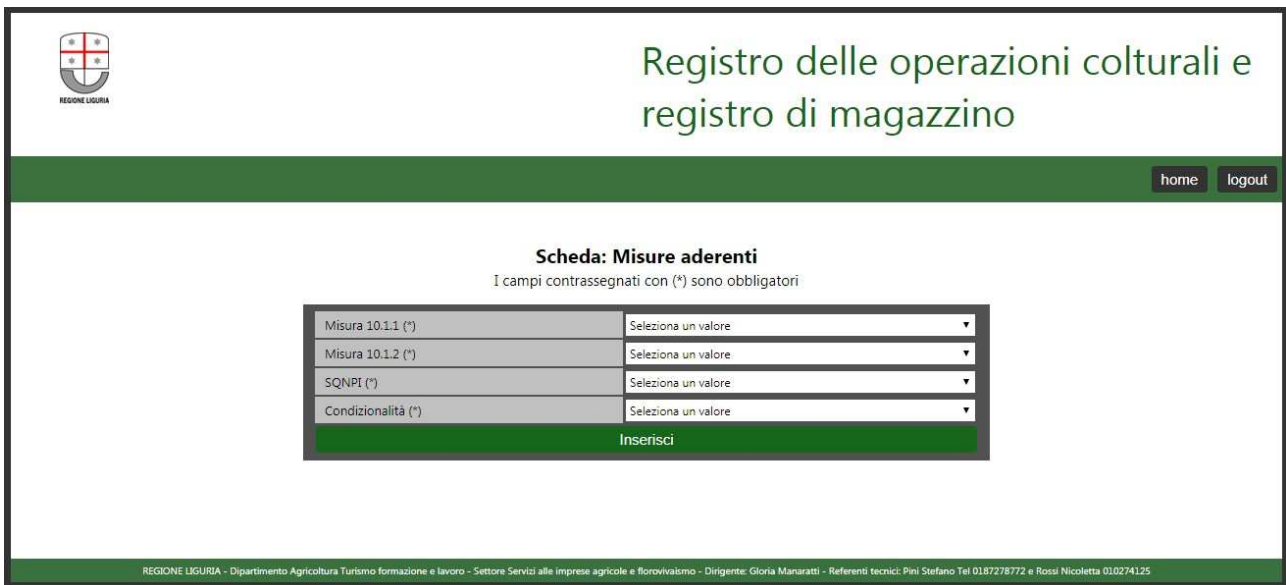 REGIONE LIGURIA
Registro delle operazioni colturali e
registro di magazzino
home logout
Scheda: Misure aderenti
I campi contrassegnati con (*) sono obbligatori
Misura 10.1.1 (*) Seleziona un valore
Misura 10.1.2 (*) Seleziona un valore
SQNPI (*) Seleziona un valore
Condizionalità (*) Seleziona un valore
Inserisci
REGIONE LIGURIA - Dipartimento Agricoltura Turismo formazione e lavoro - Settore Servizi alle imprese agricole e florovivaismo - Dirigente: Gloria Manaratti - Referenti tecnici: Pini Stefano Tel 0187278772 e Rossi Nicoletta 010274125